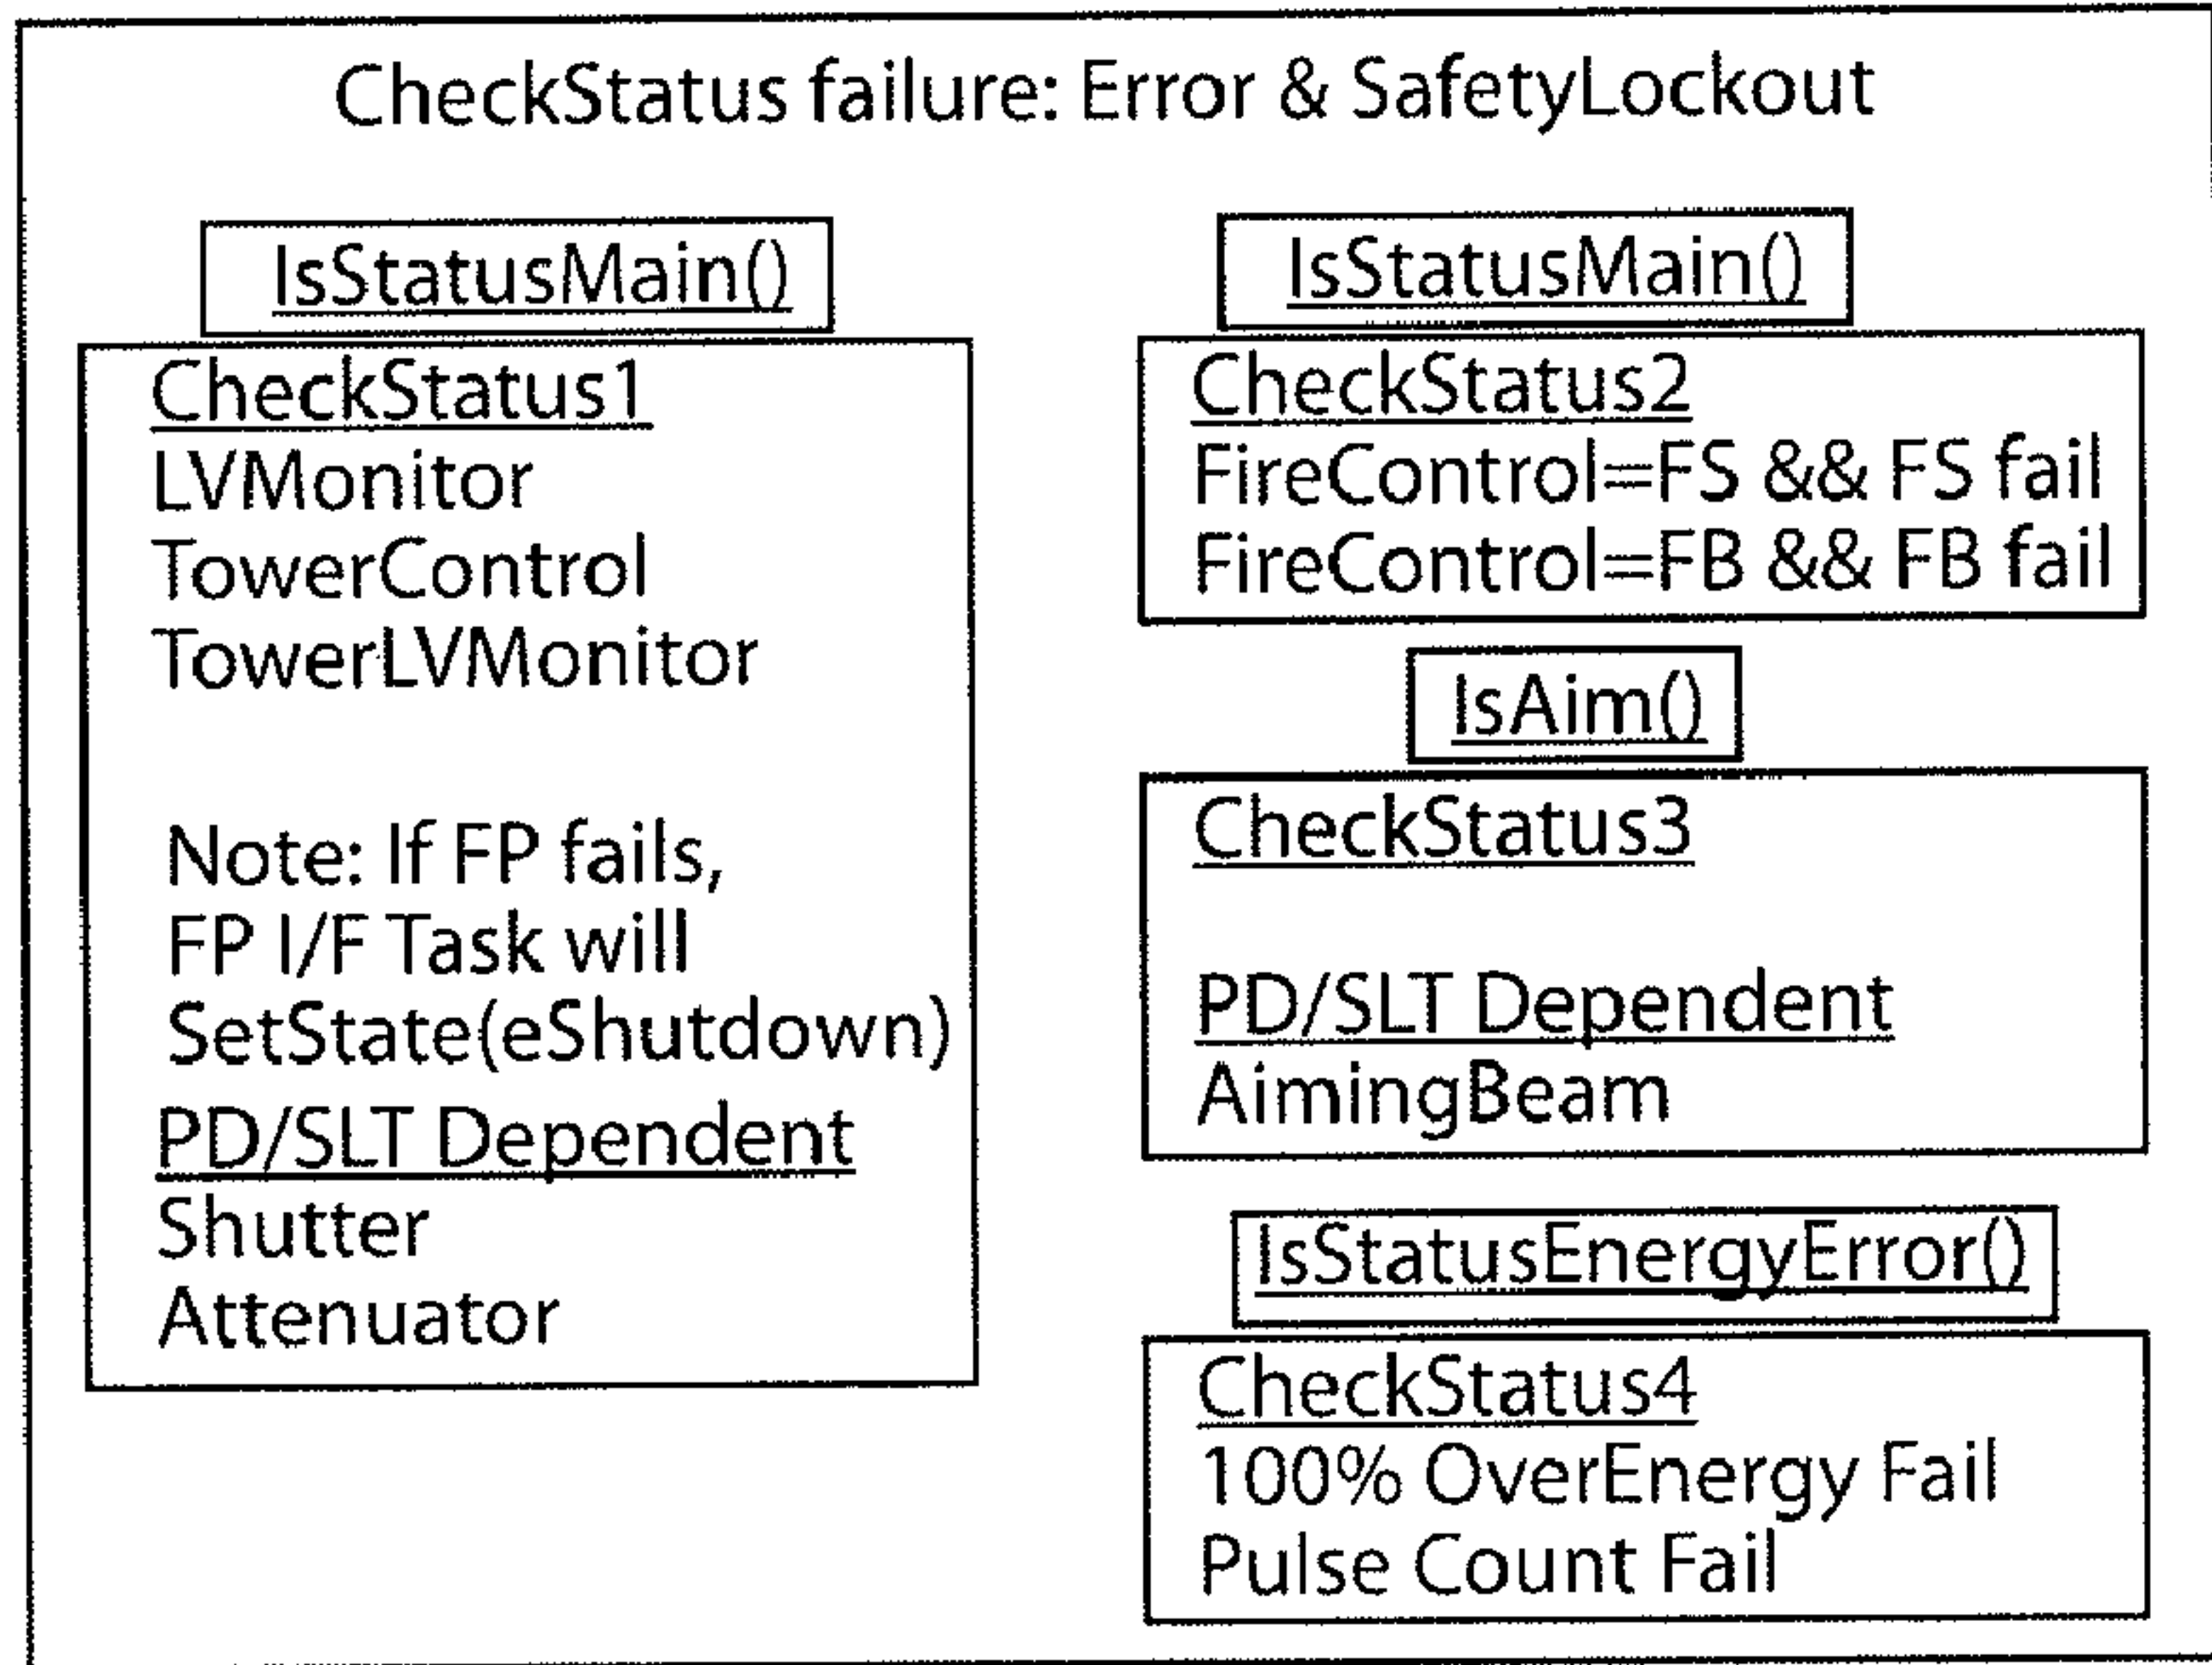 CheckStatus failure: Error & SafetyLockout
IsStatusMain()
CheckStatus1
LVMonitor
TowerControl
TowerLVMonitor
Note: If FP fails,
FP I/F Task will
SetState(eShutdown)
PD/SLT Dependent
Shutter
Attenuator
IsStatusMain()
CheckStatus2
FireControl=FS && FS fail
FireControl=FB && FB fail
IsAim()
CheckStatus3
PD/SLT Dependent
AimingBeam
IsStatusEnergyError()
CheckStatus4
100% OverEnergy Fail
Pulse Count Fail